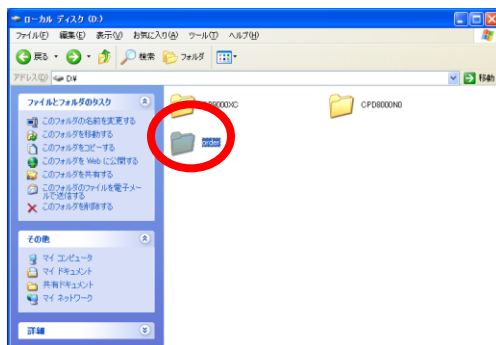 ローカル ディスク (D:)
ファイル(F) 編集(E) 表示(V) お気に入り(A) ツール(T) ヘルプ(H)
戻る 検索 フォルダ
アドレス(D) D:¥ 移動
ファイルとフォルダのタスク
このフォルダの名前を変更する
このフォルダを移動する
このフォルダをコピーする
このフォルダを Web に公開する
このフォルダを共有する
このフォルダのファイルを電子メー
ルで送信する
このフォルダを削除する
その他
マイ コンピュータ
マイ ドキュメント
共有ドキュメント
マイ ネットワーク
詳細
CPD8000N0
order